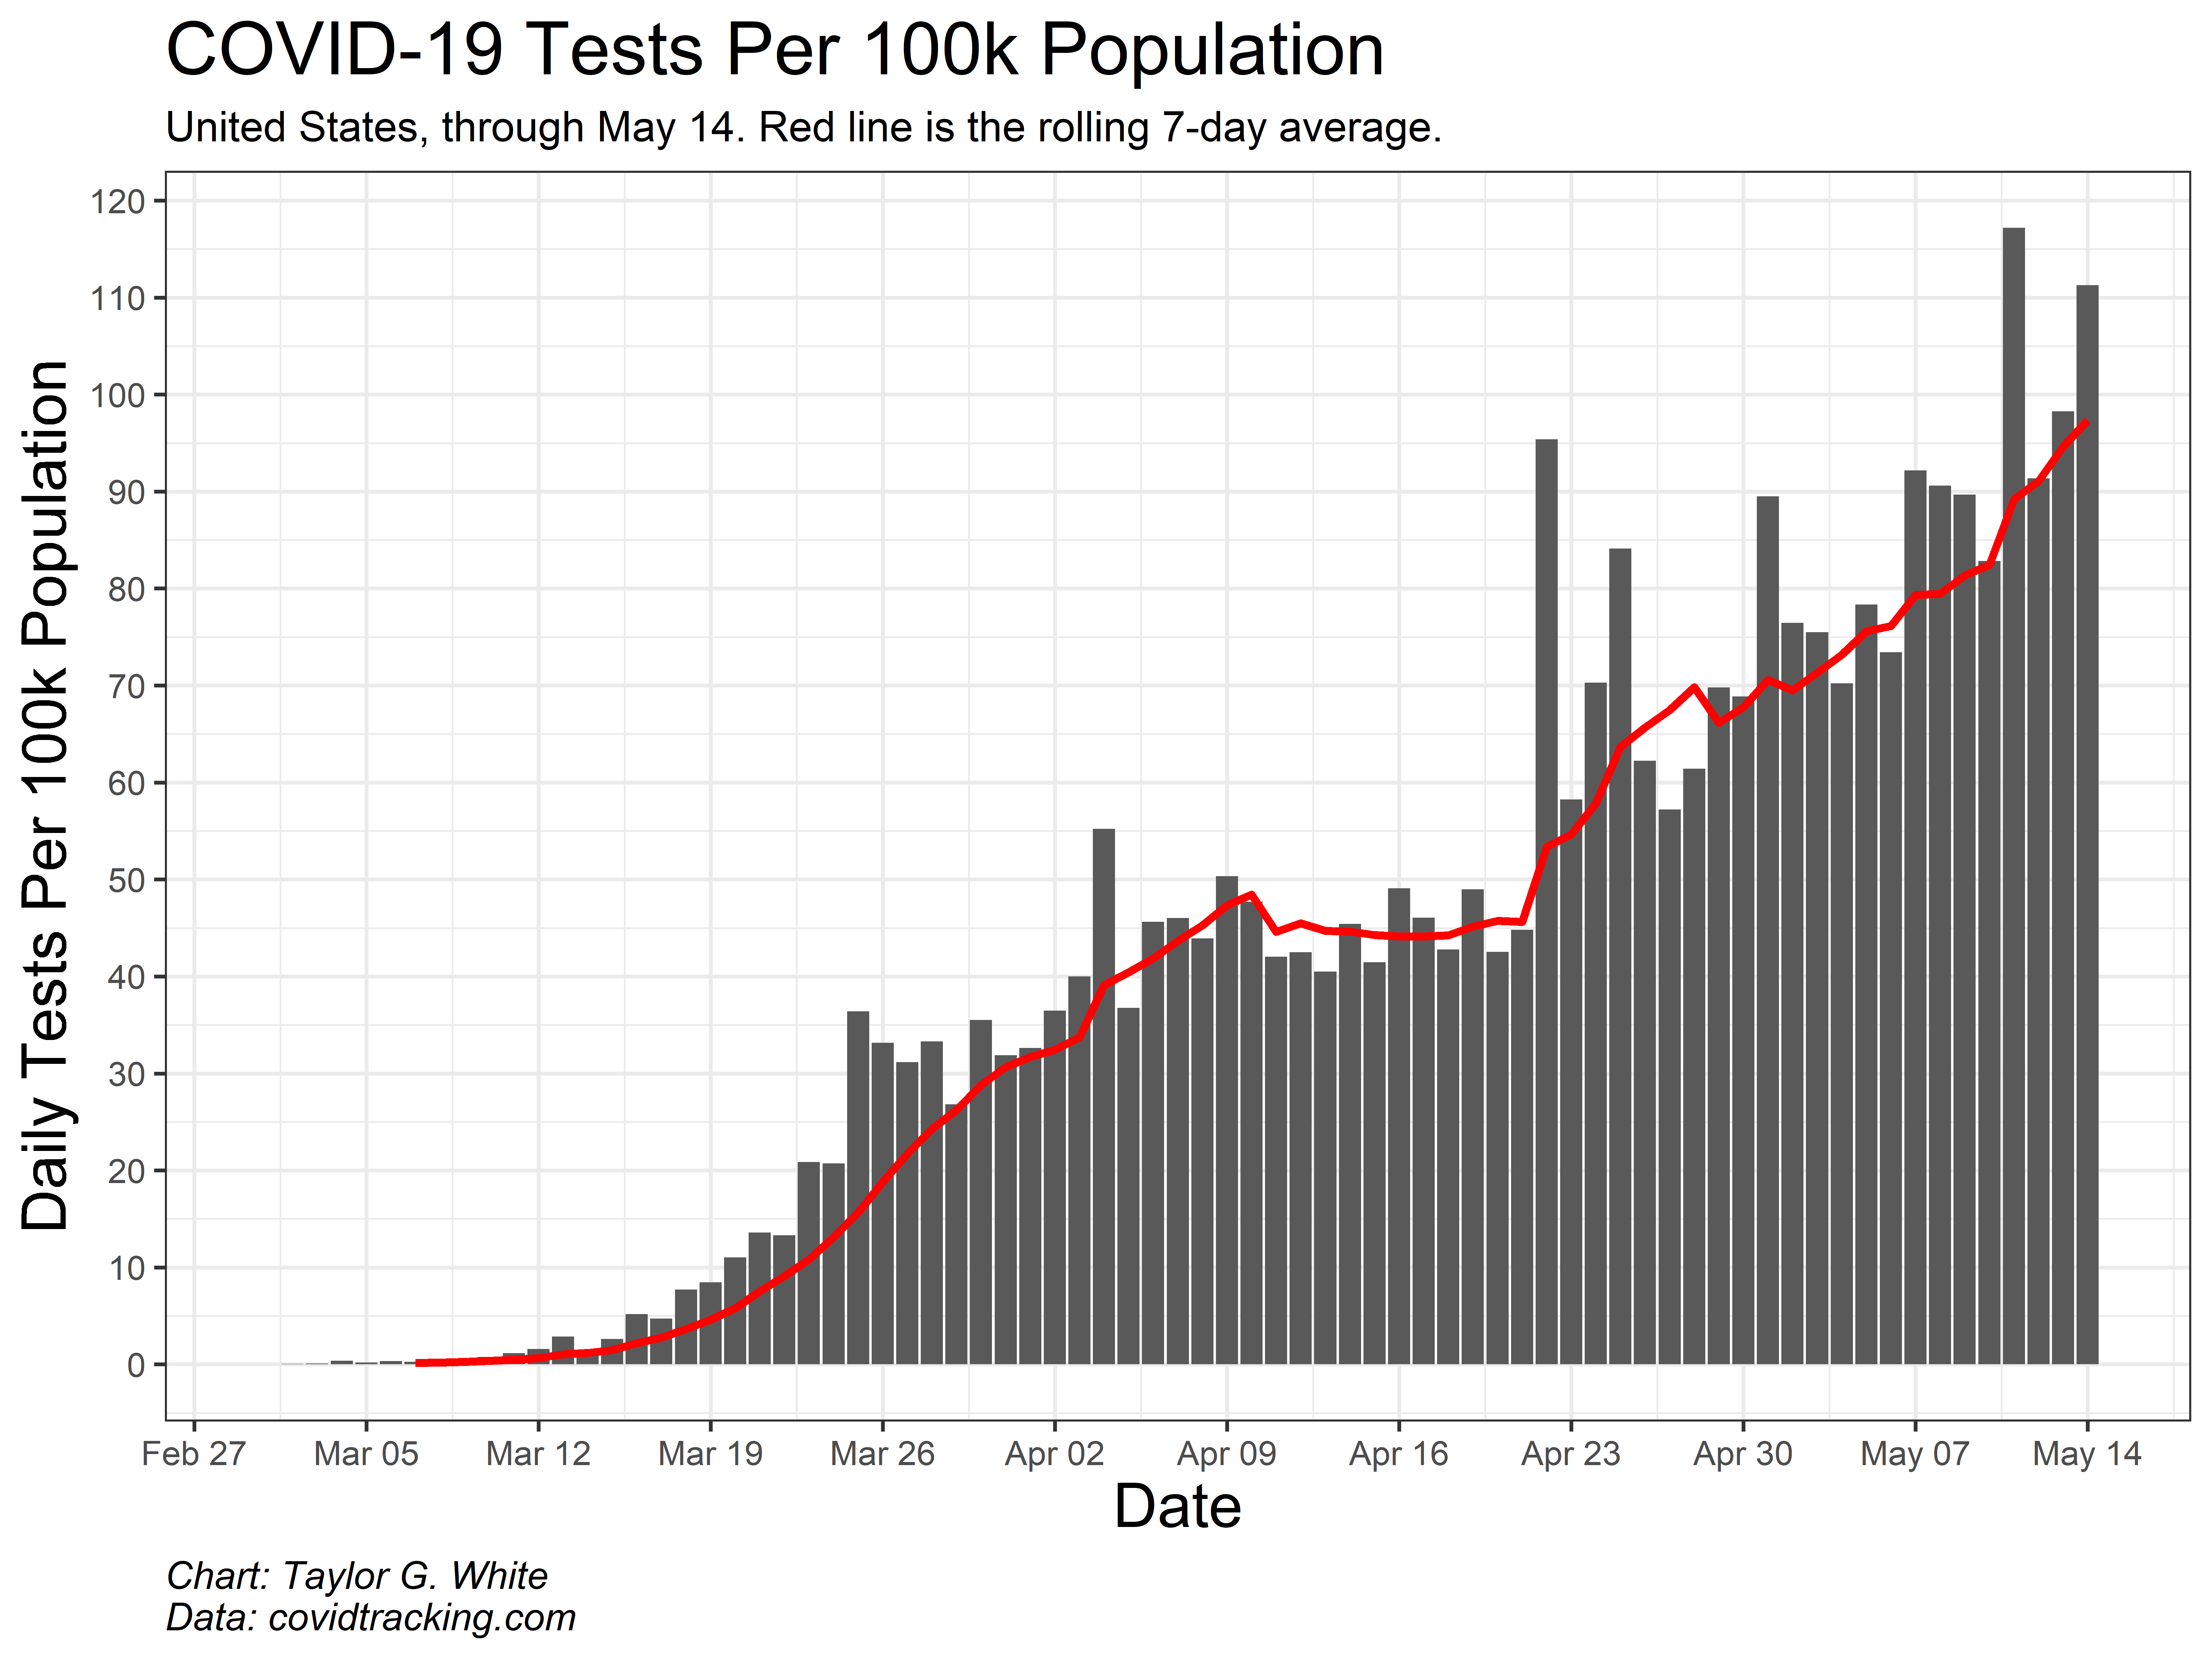 COVID-19 Tests Per 100k Population
United States, through May 14. Red line is the rolling 7-day average.
Daily Tests Per 100k Population
120
110
100
90
80
70
60
50
40
30
20
10
0
Feb 27 Mar 05 Mar 12 Mar 19 Mar 26 Apr 02 Apr 09 Apr 16 Apr 23 Apr 30 May 07 May 14
Date
Chart: Taylor G. White
Data: covidtracking.com